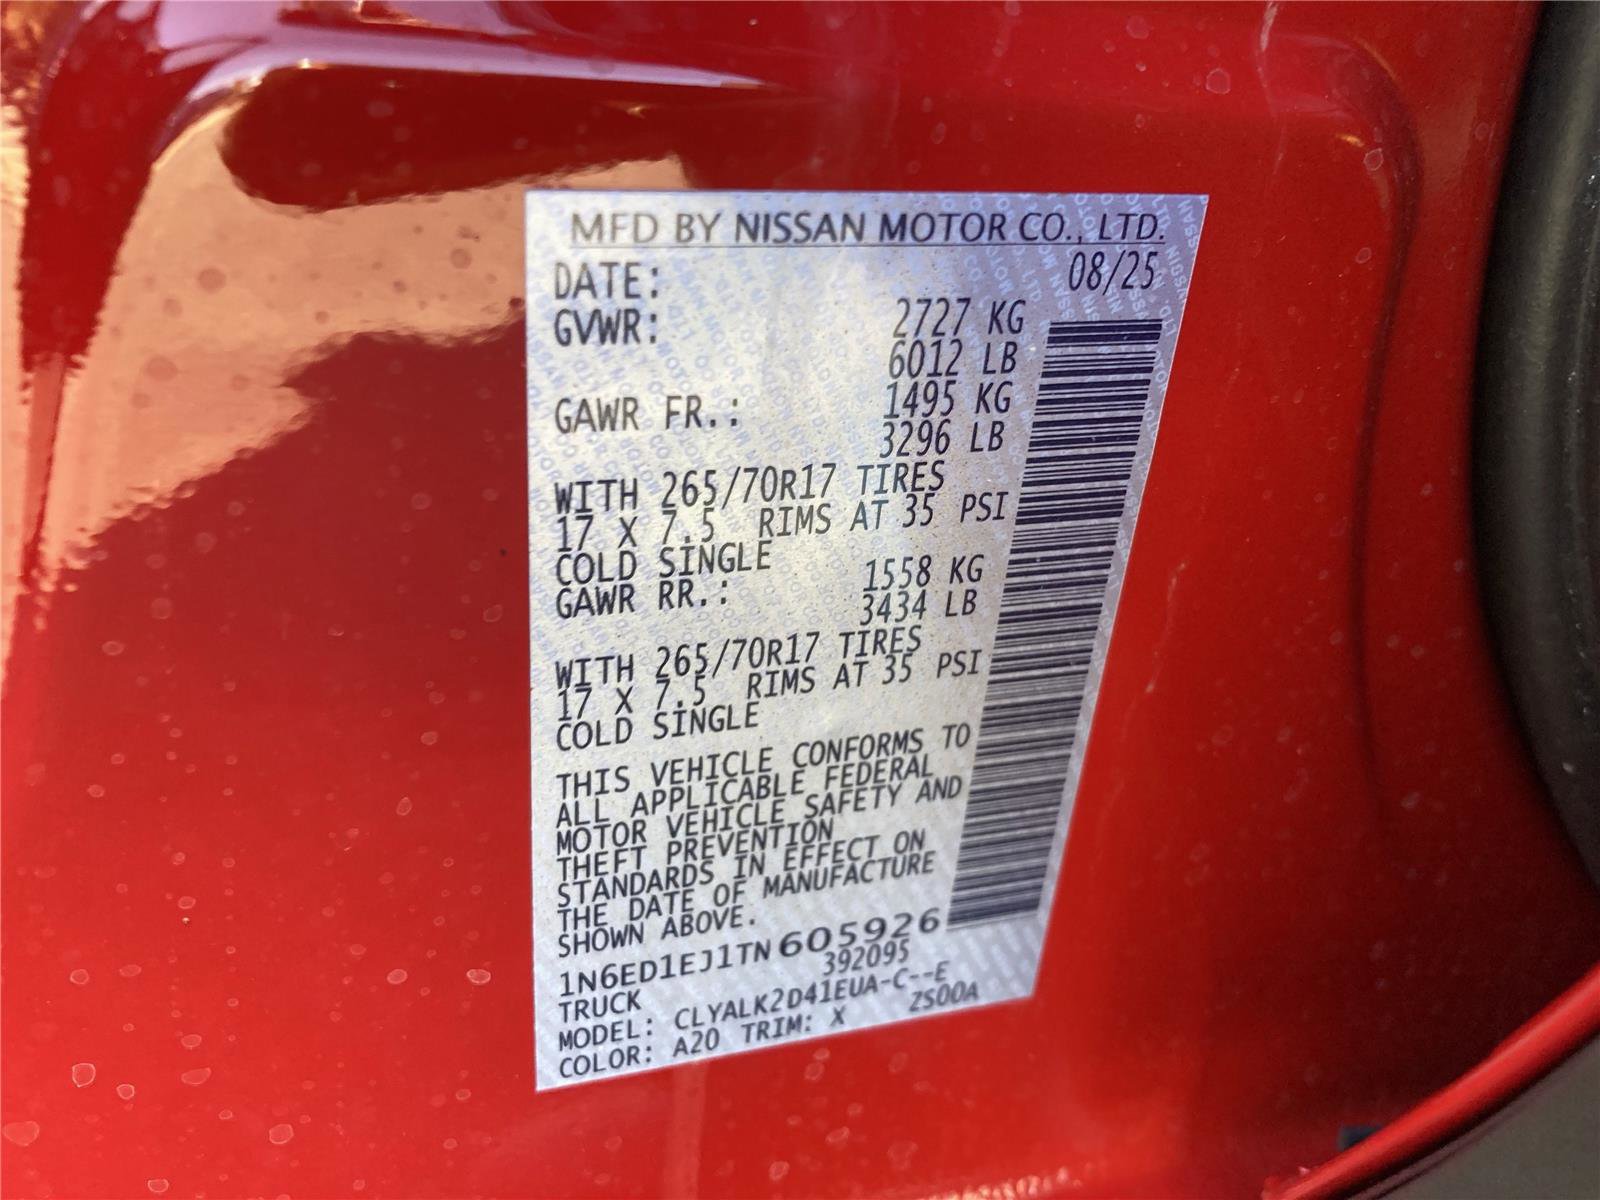 MFD BY NISSAN MOTOR CO., LTD.
DATE: 08/25
GVWR: 2727 KG
6012 LB
GAWR FR.: 1495 KG
3296 LB
WITH 265/70R17 TIRES
17 X 7.5 RIMS AT 35 PSI
COLD SINGLE
GAWR RR.: 1558 KG
3434 LB
WITH 265/70R17 TIRES
17 X 7.5 RIMS AT 35 PSI
COLD SINGLE
THIS VEHICLE CONFORMS TO
ALL APPLICABLE FEDERAL
MOTOR VEHICLE SAFETY AND
THEFT PREVENTION
STANDARDS IN EFFECT ON
THE DATE OF MANUFACTURE
SHOWN ABOVE.
1N6ED1EJ1TN605926
TRUCK 392095
MODEL: CLYALK2D41EUA-C--E
COLOR: A20 TRIM: X ZS00A